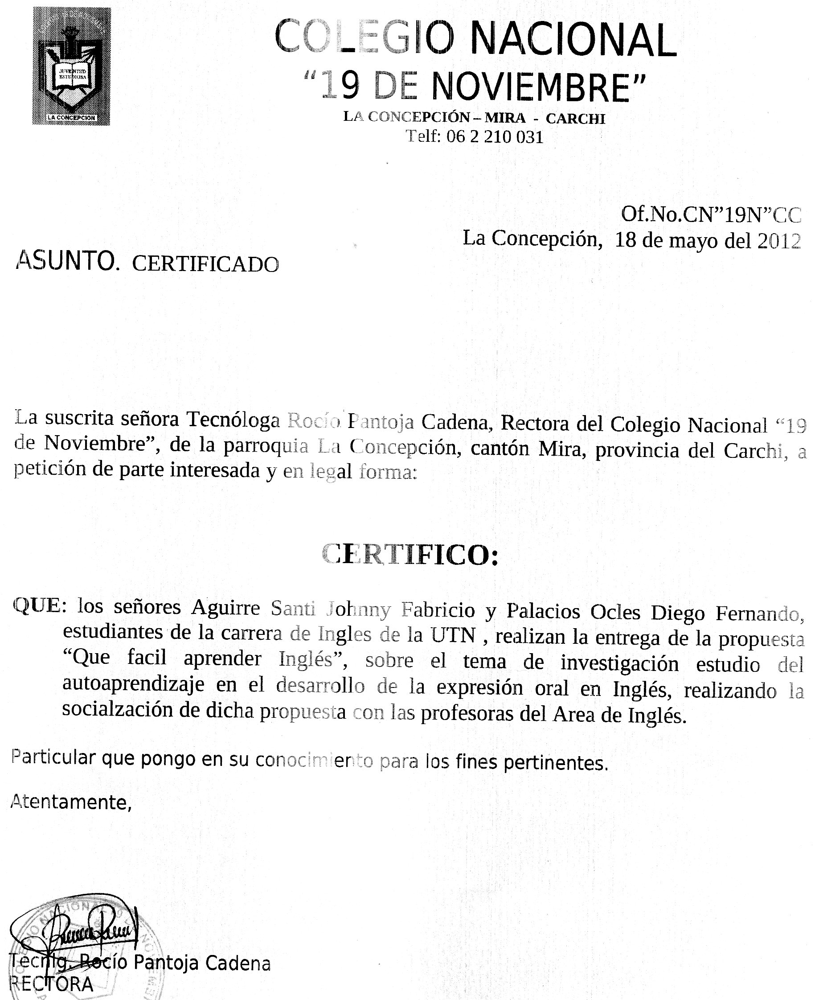 JUVENTUD
ESTUDIOSA
LA CONCEPCION
COLEGIO NACIONAL
“19 DE NOVIEMBRE”
LA CONCEPCIÓN – MIRA - CARCHI
Telf: 06 2 210 031
Of.No.CN”19N”CC
La Concepción, 18 de mayo del 2012
ASUNTO. CERTIFICADO
La suscrita señora Tecnóloga Rocío Pantoja Cadena, Rectora del Colegio Nacional “19
de Noviembre”, de la parroquia La Concepción, cantón Mira, provincia del Carchi, a
petición de parte interesada y en legal forma:
CERTIFICO:
QUE: los señores Aguirre Santi Johnny Fabricio y Palacios Ocles Diego Fernando,
estudiantes de la carrera de Ingles de la UTN , realizan la entrega de la propuesta
“Que facil aprender Inglés”, sobre el tema de investigación estudio del
autoaprendizaje en el desarrollo de la expresión oral en Inglés, realizando la
socialzación de dicha propuesta con las profesoras del Area de Inglés.
Particular que pongo en su conocimiento para los fines pertinentes.
Atentamente,
COLEGIO NACIONAL 19 DE NOVIEM
Tecnlg. Rocío Pantoja Cadena
RECTORA